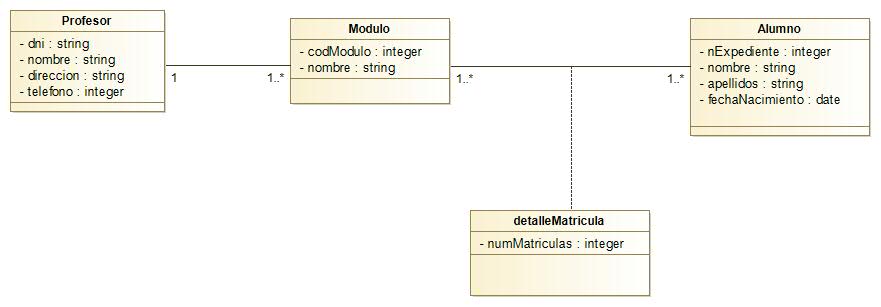 Profesor
- dni : string
- nombre : string
- direccion : string
- telefono : integer
1
1..*
Modulo
- codModulo : integer
- nombre : string
1..*
1..*
Alumno
- nExpediente : integer
- nombre : string
- apellidos : string
- fechaNacimiento : date
detalleMatricula
- numMatriculas : integer